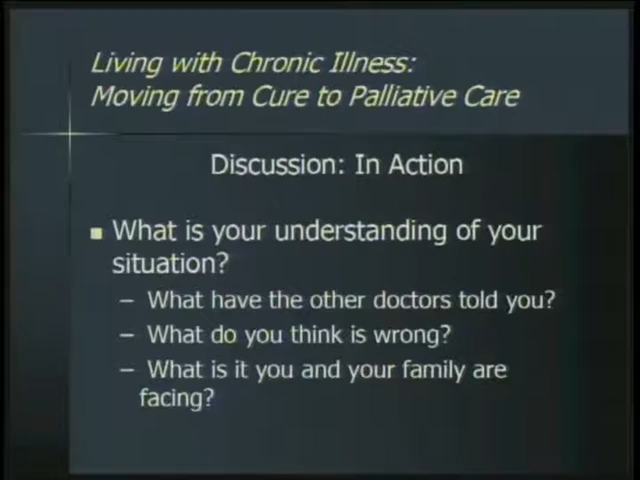 Living with Chronic Illness:
Moving from Cure to Palliative Care
Discussion: In Action
■ What is your understanding of your
situation?
– What have the other doctors told you?
– What do you think is wrong?
– What is it you and your family are
facing?